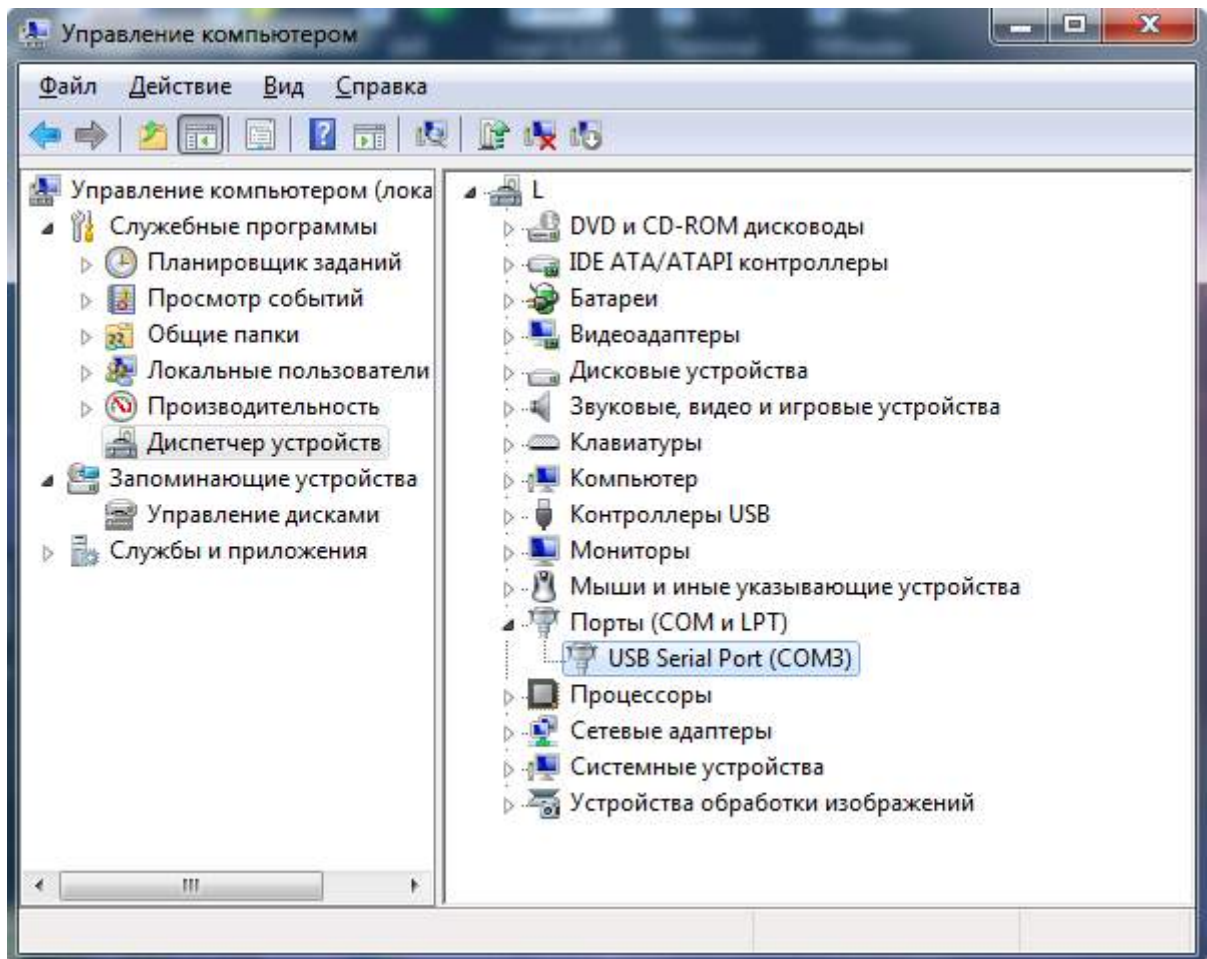 Управление компьютером
Файл Действие Вид Справка
Управление компьютером (лока
Служебные программы
Планировщик заданий
Просмотр событий
Общие папки
Локальные пользователи
Производительность
Диспетчер устройств
Запоминающие устройства
Управление дисками
Службы и приложения
L
DVD и CD-ROM дисководы
IDE ATA/ATAPI контроллеры
Батареи
Видеоадаптеры
Дисковые устройства
Звуковые, видео и игровые устройства
Клавиатуры
Компьютер
Контроллеры USB
Мониторы
Мыши и иные указывающие устройства
Порты (COM и LPT)
USB Serial Port (COM3)
Процессоры
Сетевые адаптеры
Системные устройства
Устройства обработки изображений